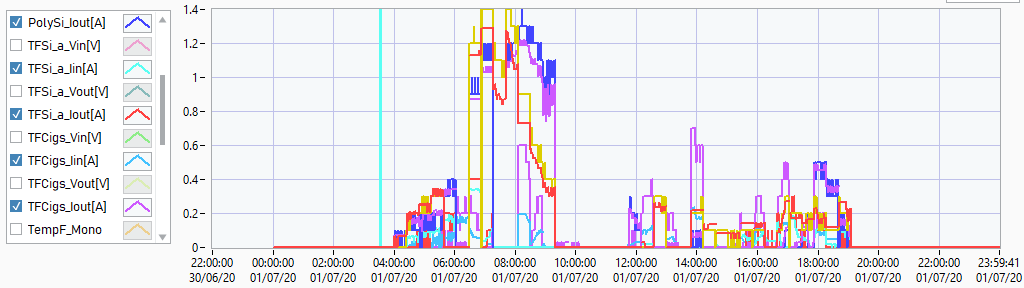 PolySi_Iout[A]
TFSi_a_Vin[V]
TFSi_a_Iin[A]
TFSi_a_Vout[V]
TFSi_a_Iout[A]
TFCigs_Vin[V]
TFCigs_Iin[A]
TFCigs_Vout[V]
TFCigs_Iout[A]
TempF_Mono
1.4
1.2
1
0.8
0.6
0.4
0.2
0
22:00:00 00:00:00 02:00:00 04:00:00 06:00:00 08:00:00 10:00:00 12:00:00 14:00:00 16:00:00 18:00:00 20:00:00 22:00:00 23:59:41
30/06/20 01/07/20 01/07/20 01/07/20 01/07/20 01/07/20 01/07/20 01/07/20 01/07/20 01/07/20 01/07/20 01/07/20 01/07/20 01/07/20